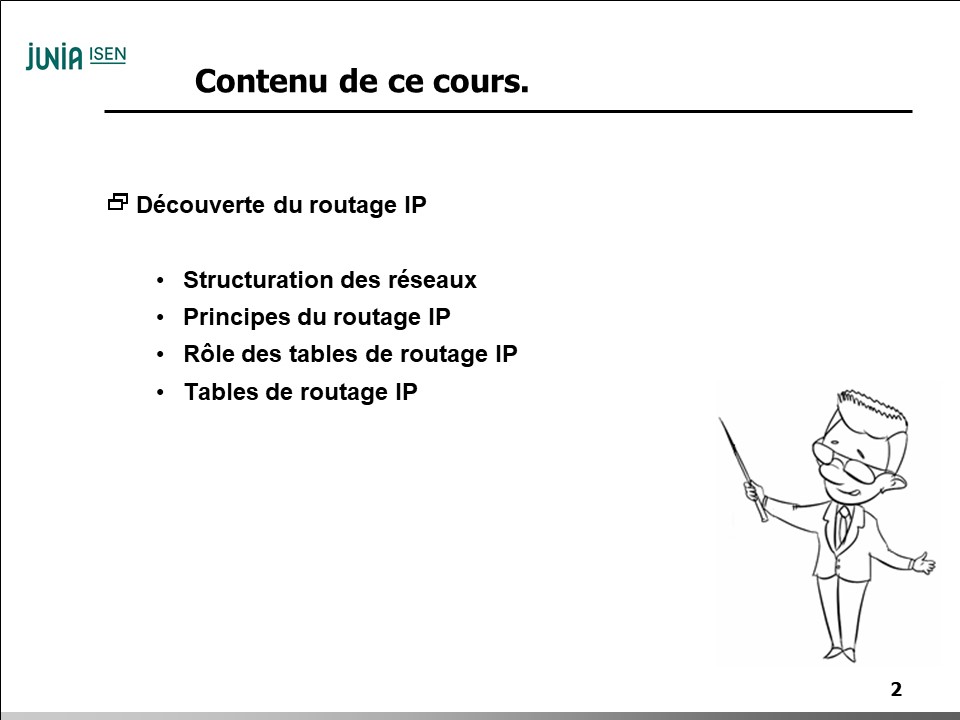 JUNIA ISEN
Contenu de ce cours.
Découverte du routage IP
• Structuration des réseaux
• Principes du routage IP
• Rôle des tables de routage IP
• Tables de routage IP
2